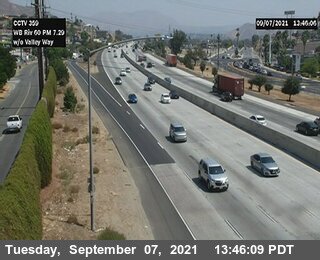 CCTV 359
WB Riv 60 PM 7.29
w/o Valley Way
09/07/2021 13:46:06
Tuesday, September 07, 2021 13:46:09 PDT